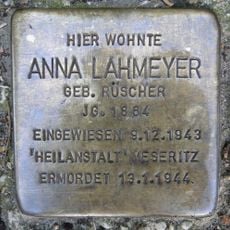 HIER WOHNTE
ANNA LAHMEYER
GEB. RÜSCHER
JG. 1884
EINGEWIESEN 9.12.1943
'HEILANSTALT' MESERITZ
ERMORDET 13.1.1944